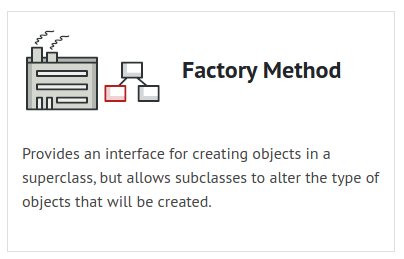 Factory Method
Provides an interface for creating objects in a
superclass, but allows subclasses to alter the type of
objects that will be created.